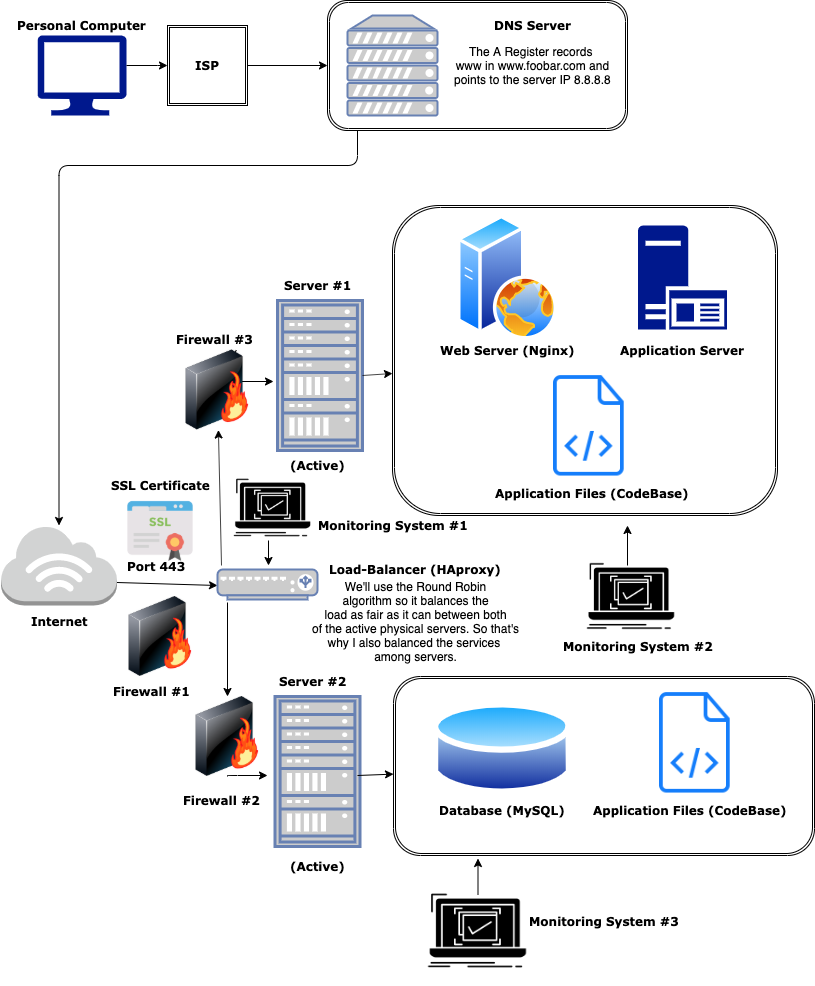 Personal Computer
ISP
DNS Server
The A Register records
www in www.foobar.com and
points to the server IP 8.8.8.8
Server #1
Firewall #3
(Active)
Web Server (Nginx)
Application Server
Application Files (CodeBase)
SSL Certificate
SSL
Port 443
Monitoring System #1
Internet
Load-Balancer (HAproxy)
We'll use the Round Robin
algorithm so it balances the
load as fair as it can between both
of the active physical servers. So that's
why I also balanced the services
among servers.
Monitoring System #2
Firewall #1
Server #2
Firewall #2
(Active)
Database (MySQL)
Application Files (CodeBase)
Monitoring System #3